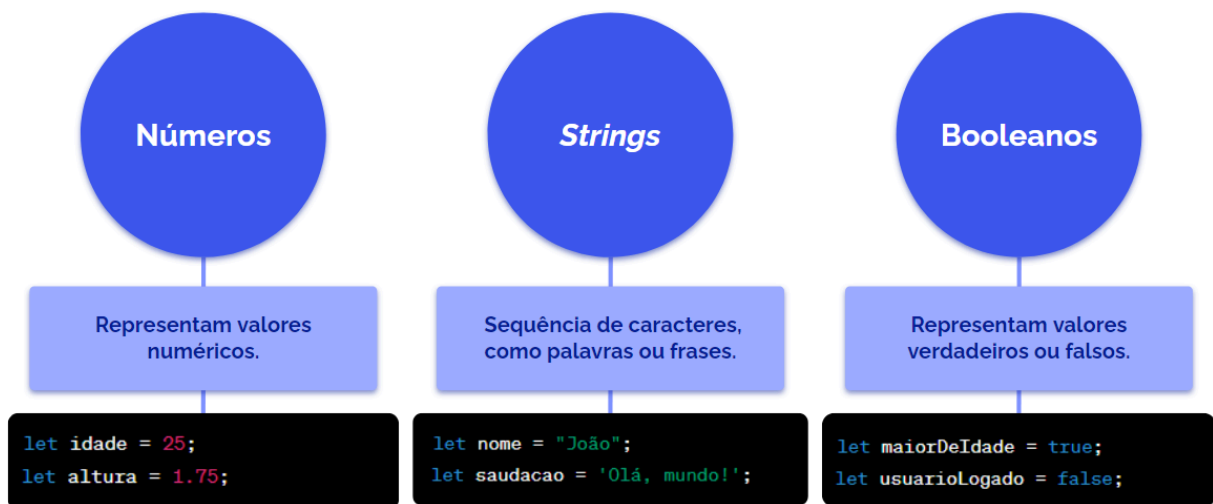 Números
Representam valores
numéricos.
let idade = 25;
let altura = 1.75;
Strings
Sequência de caracteres,
como palavras ou frases.
let nome = "João";
let saudacao = 'Olá, mundo!';
Booleanos
Representam valores
verdadeiros ou falsos.
let maiorDeIdade = true;
let usuarioLogado = false;